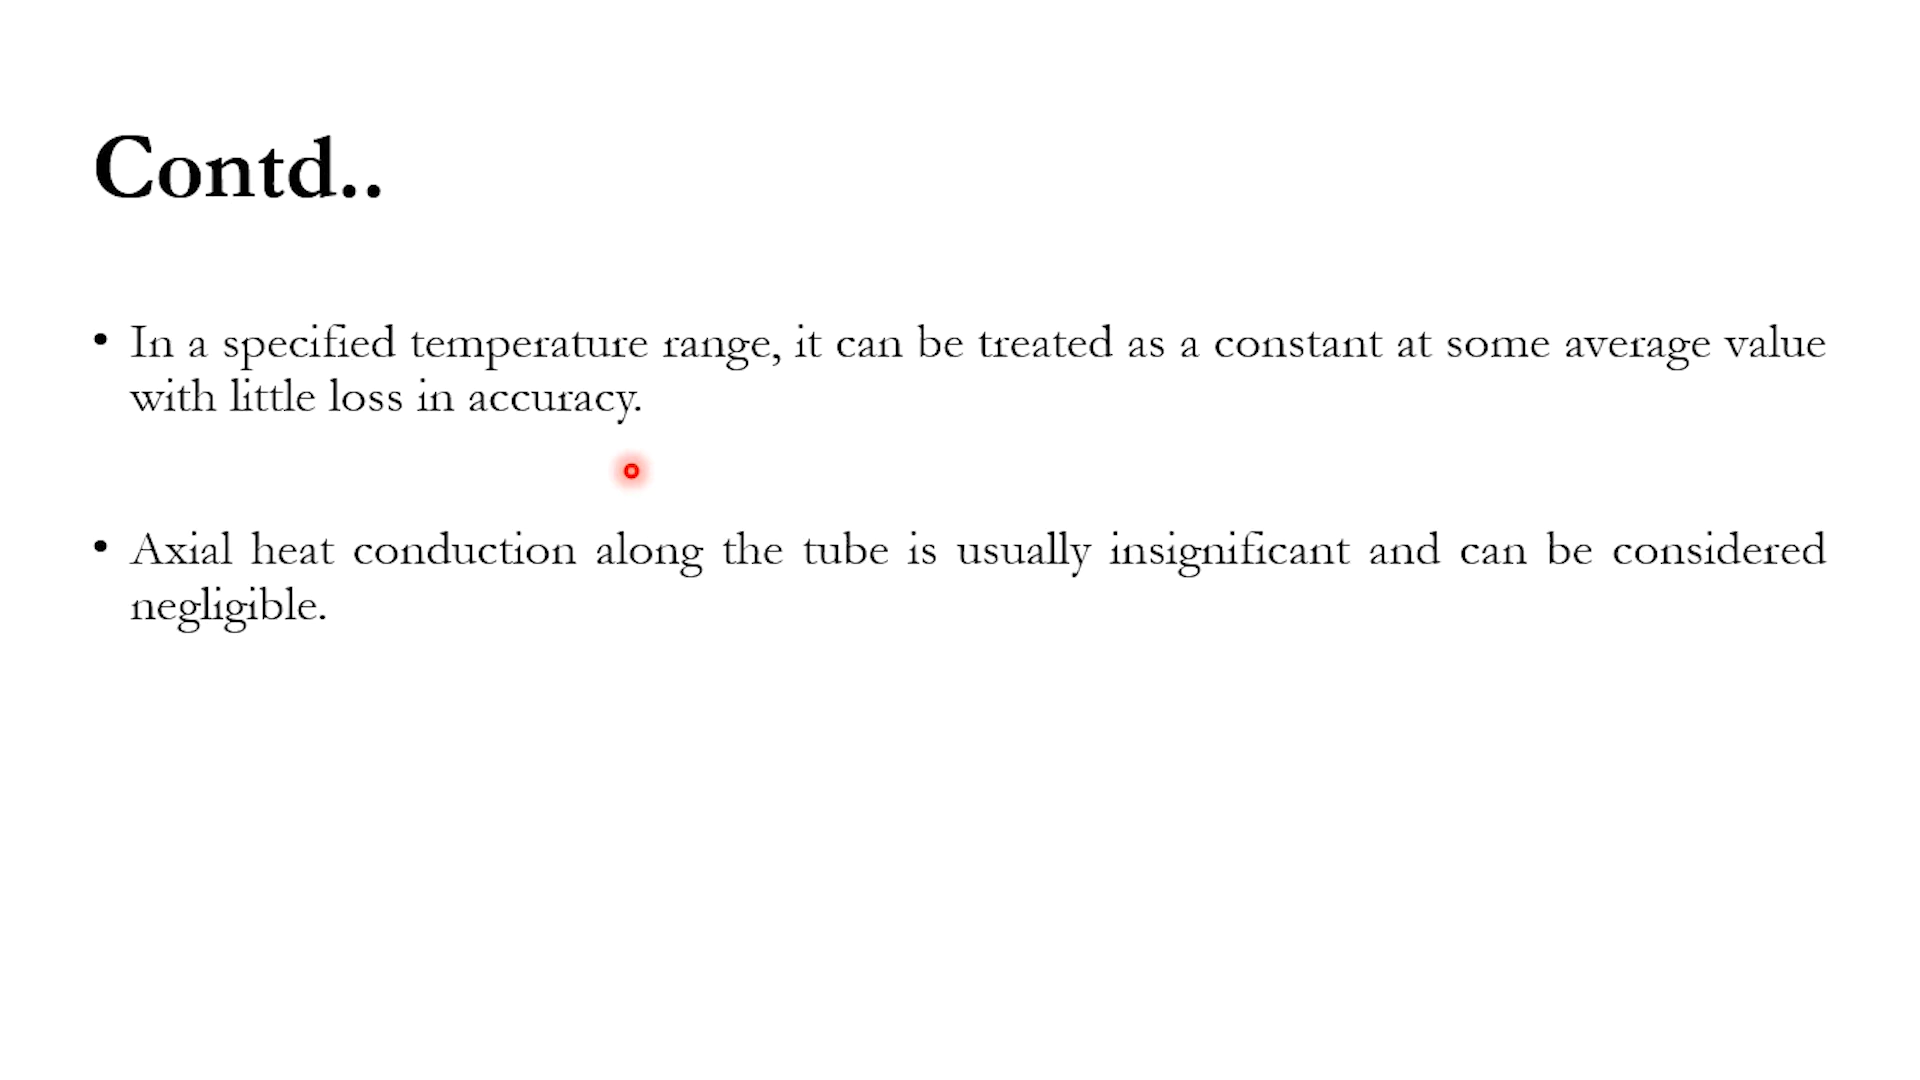 Contd..
• In a specified temperature range, it can be treated as a constant at some average value
with little loss in accuracy.
• Axial heat conduction along the tube is usually insignificant and can be considered
negligible.